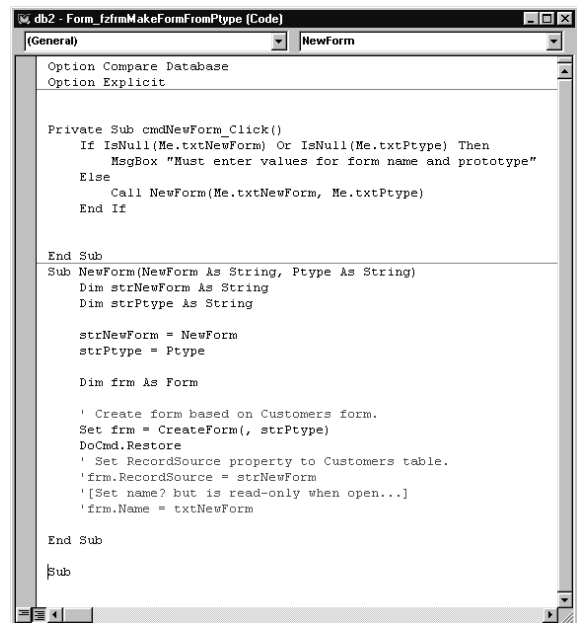 db2 - Form_fzfrmMakeFormFromPtype (Code)
(General) NewForm
Option Compare Database
Option Explicit
Private Sub cmdNewForm_Click()
If IsNull(Me.txtNewForm) Or IsNull(Me.txtPtype) Then
MsgBox "Must enter values for form name and prototype"
Else
Call NewForm(Me.txtNewForm, Me.txtPtype)
End If
End Sub
Sub NewForm(NewForm As String, Ptype As String)
Dim strNewForm As String
Dim strPtype As String
strNewForm = NewForm
strPtype = Ptype
Dim frm As Form
' Create form based on Customers form.
Set frm = CreateForm(, strPtype)
DoCmd.Restore
' Set RecordSource property to Customers table.
'frm.RecordSource = strNewForm
'[Set name? but is read-only when open...]
'frm.Name = txtNewForm
End Sub
Sub